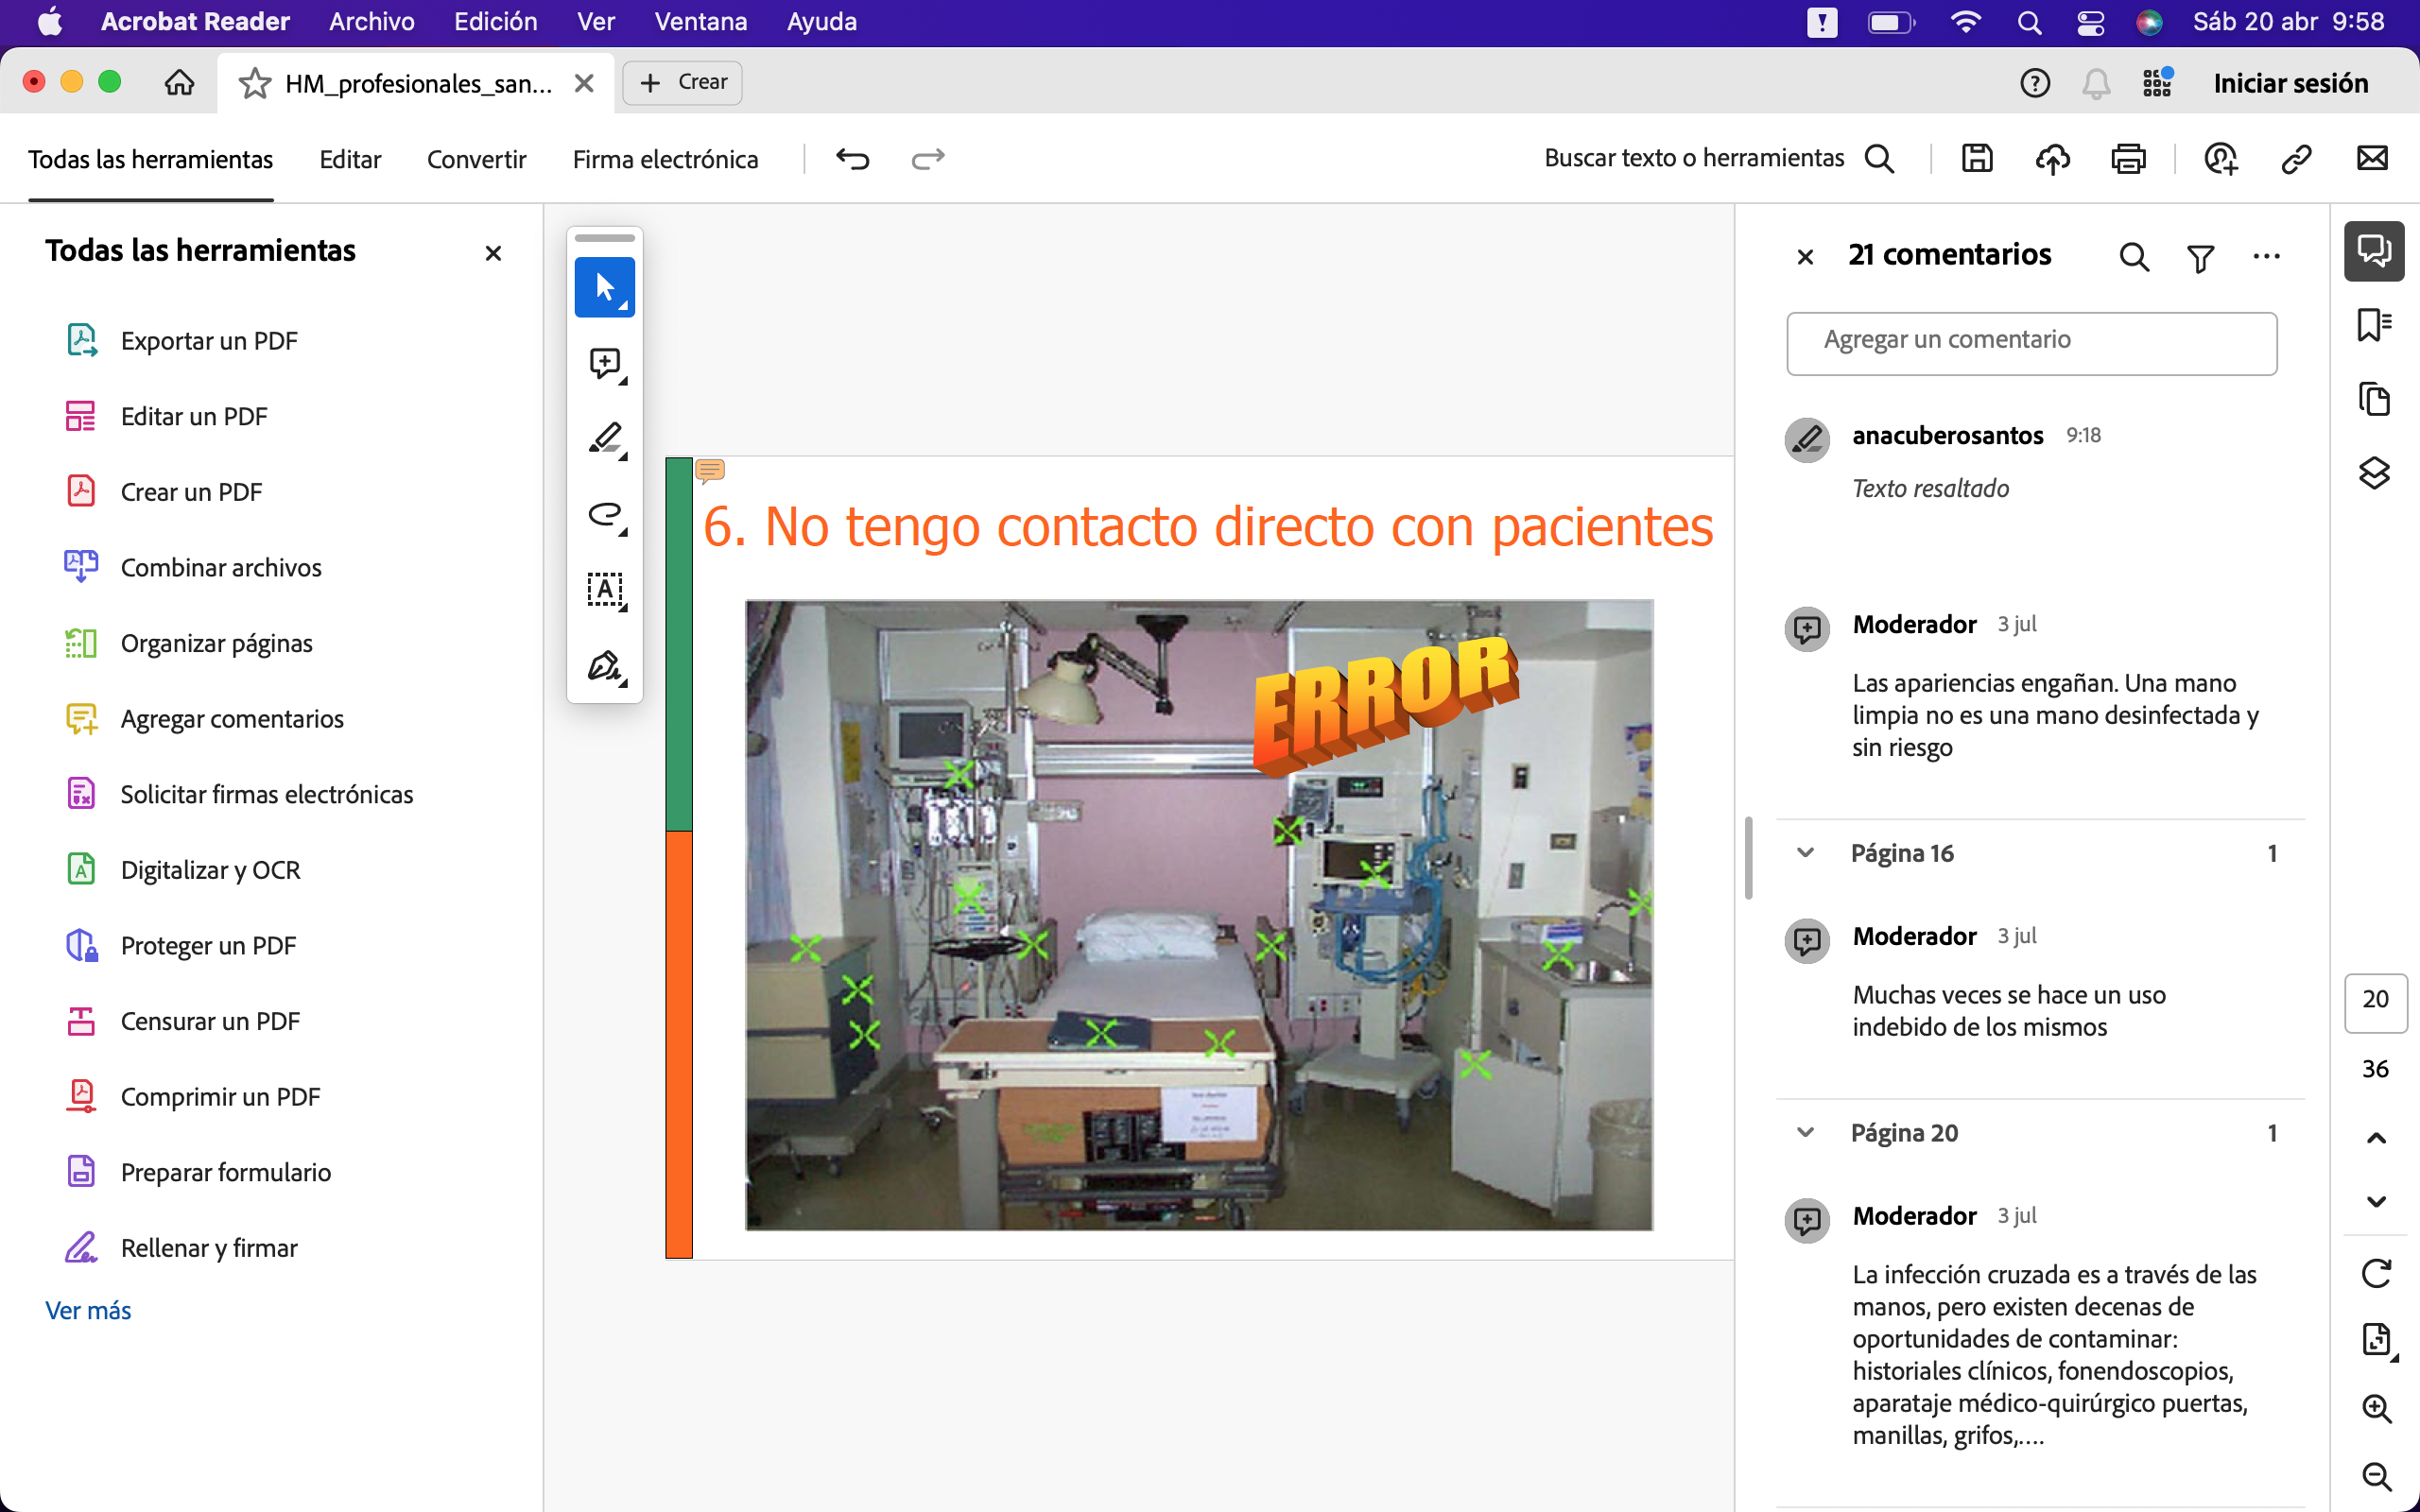 Acrobat Reader Archivo Edición Ver Ventana Ayuda
Sáb 20 abr 9:58
HM_profesionales_san...
Crear
Iniciar sesión
Todas las herramientas Editar Convertir Firma electrónica
Buscar texto o herramientas
Todas las herramientas
Exportar un PDF
Editar un PDF
Crear un PDF
Combinar archivos
Organizar páginas
Agregar comentarios
Solicitar firmas electrónicas
Digitalizar y OCR
Proteger un PDF
Censurar un PDF
Comprimir un PDF
Preparar formulario
Rellenar y firmar
Ver más
6. No tengo contacto directo con pacientes
ERROR
21 comentarios
Agregar un comentario
anacuberosantos 9:18
Texto resaltado
Moderador 3 jul
Las apariencias engañan. Una mano
limpia no es una mano desinfectada y
sin riesgo
Página 16 1
Moderador 3 jul
Muchas veces se hace un uso
indebido de los mismos
Página 20 1
Moderador 3 jul
La infección cruzada es a través de las
manos, pero existen decenas de
oportunidades de contaminar:
historiales clínicos, fonendoscopios,
aparataje médico-quirúrgico puertas,
manillas, grifos,....
20
36